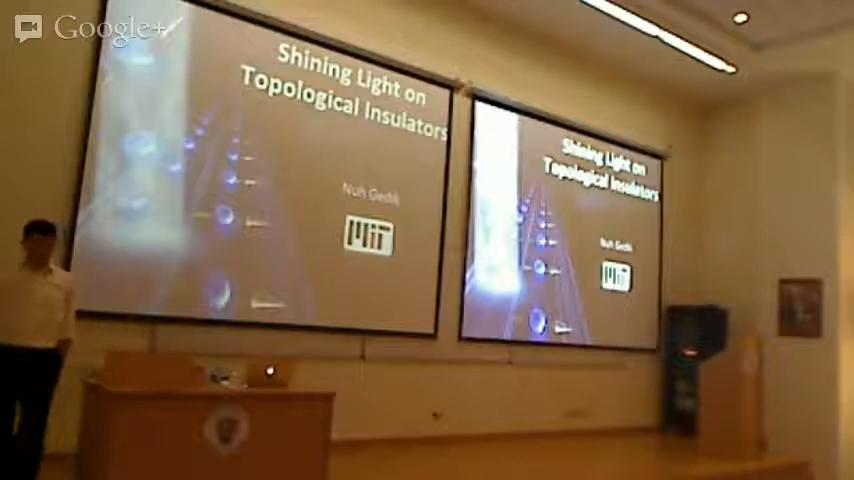 Google+
Shining Light on
Topological Insulators
Nuh Gedik
MIT
Shining Light on
Topological Insulators
Nuh Gedik
MIT